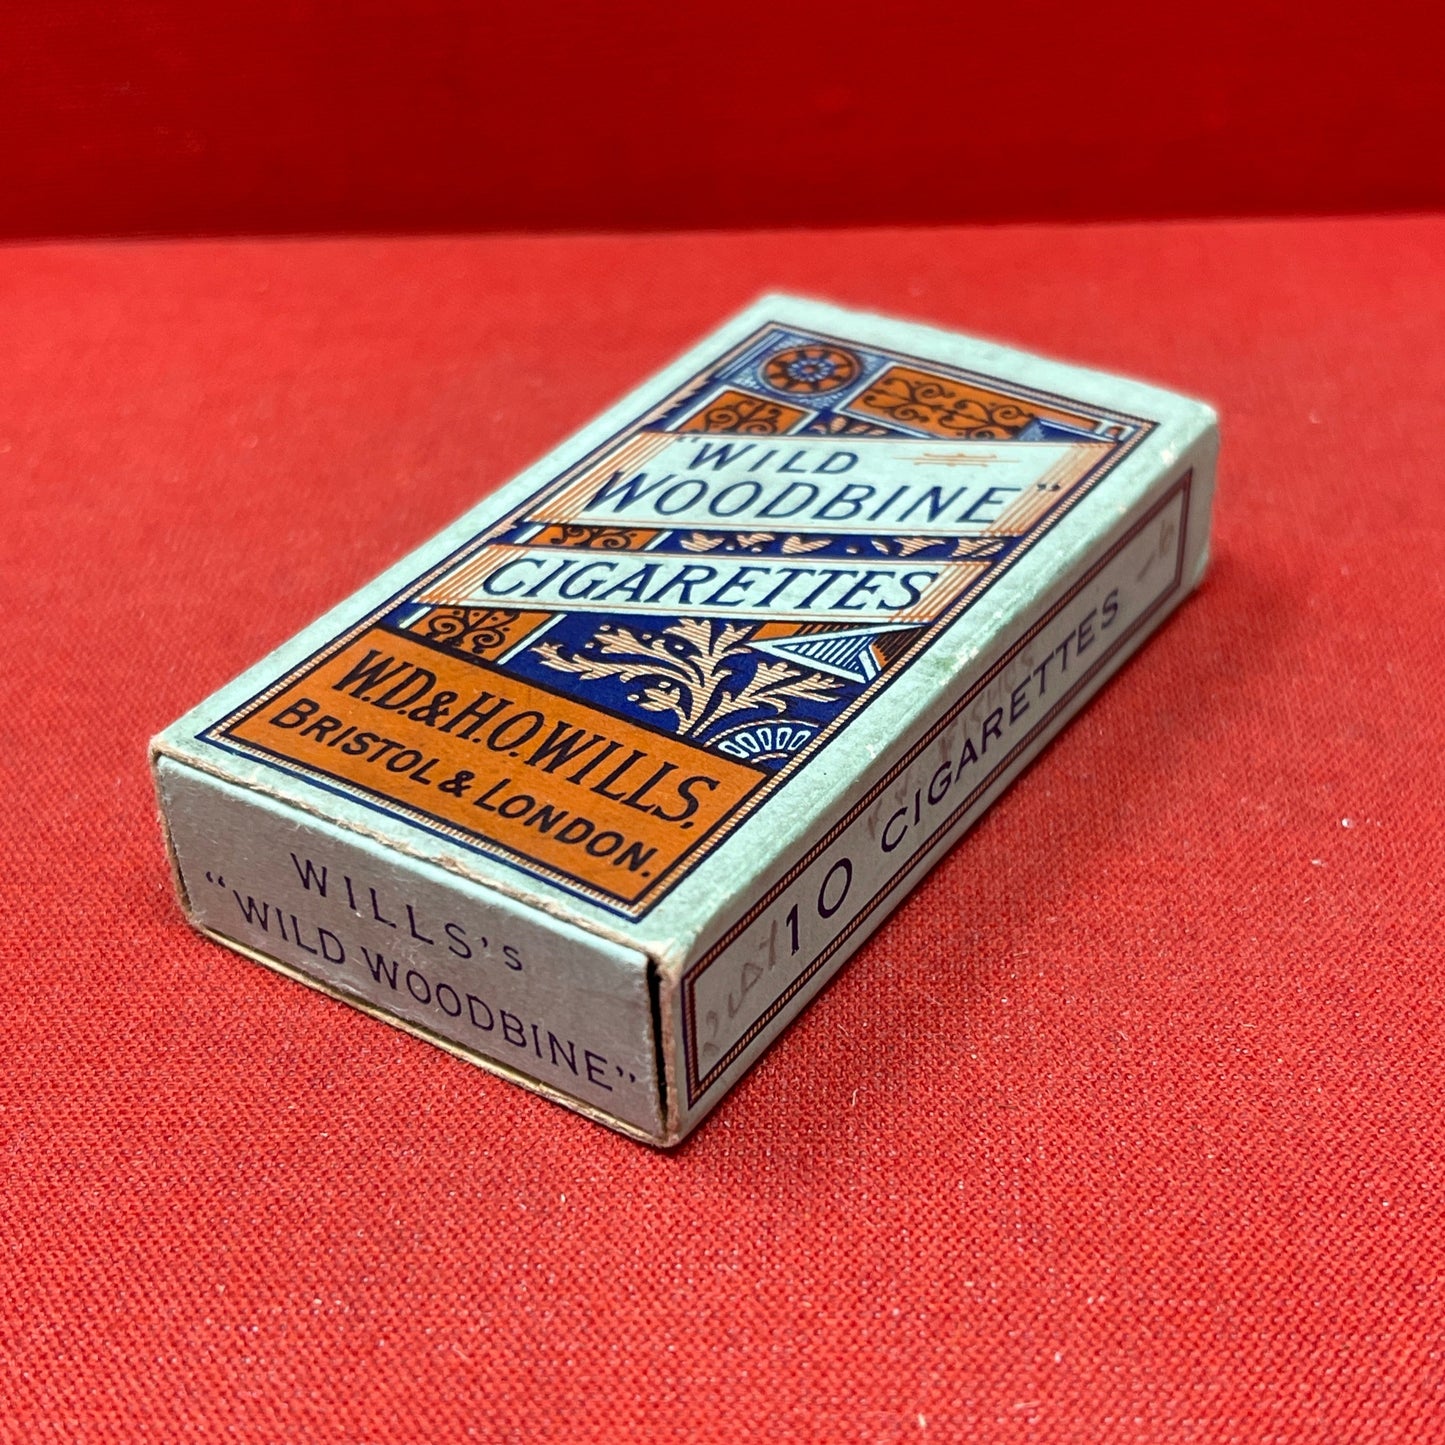 "WILD
WOODBINE"
CIGARETTES
W.D.&H.O.WILLS,
BRISTOL & LONDON.
WILLS's
"WILD WOODBINE"
10 CIGARETTES